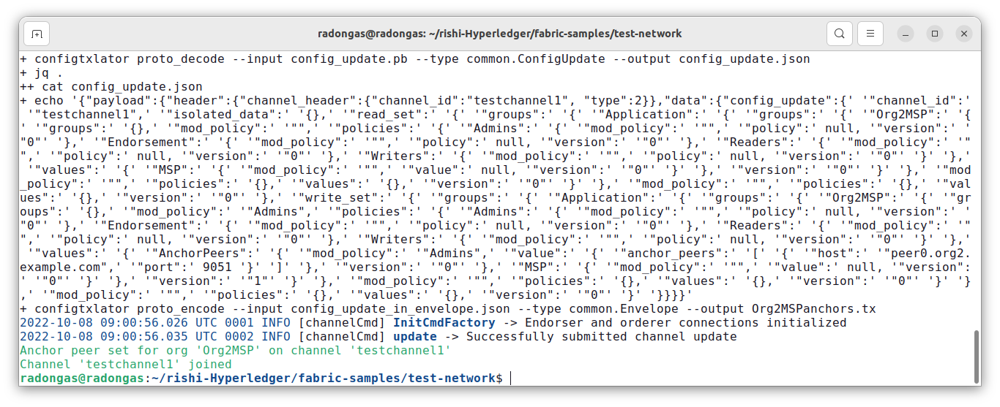 radongas@radongas: ~/rishi-Hyperledger/fabric-samples/test-network
+ configtxlator proto_decode --input config_update.pb --type common.ConfigUpdate --output config_update.json
+ jq .
++ cat config_update.json
+ echo '{"payload":{"header":{"channel_header":{"channel_id":"testchannel1", "type":2}},"data":{"config_update":{' '"channel_id":'
 '"testchannel1",' '"isolated_data":' '{},' '"read_set":' '{' '"groups":' '{' '"Application":' '{' '"groups":' '{' '"Org2MSP":' '{
' '"groups":' '{},' '"mod_policy":' '"",' '"policies":' '{' '"Admins":' '{' '"mod_policy":' '"",' '"policy":' null, '"version":' '
"0"' '},' '"Endorsement":' '{' '"mod_policy":' '"",' '"policy":' null, '"version":' '"0"' '},' '"Readers":' '{' '"mod_policy":' '"
",' '"policy":' null, '"version":' '"0"' '},' '"Writers":' '{' '"mod_policy":' '"",' '"policy":' null, '"version":' '"0"' '}' '},'
 '"values":' '{' '"MSP":' '{' '"mod_policy":' '"",' '"value":' null, '"version":' '"0"' '}' '},' '"version":' '"0"' '}' '},' '"mod
_policy":' '"",' '"policies":' '{},' '"values":' '{},' '"version":' '"0"' '}' '},' '"mod_policy":' '"",' '"policies":' '{},' '"val
ues":' '{},' '"version":' '"0"' '},' '"write_set":' '{' '"groups":' '{' '"Application":' '{' '"groups":' '{' '"Org2MSP":' '{' '"gr
oups":' '{},' '"mod_policy":' '"Admins",' '"policies":' '{' '"Admins":' '{' '"mod_policy":' '"",' '"policy":' null, '"version":' '
"0"' '},' '"Endorsement":' '{' '"mod_policy":' '"",' '"policy":' null, '"version":' '"0"' '},' '"Readers":' '{' '"mod_policy":' '"
",' '"policy":' null, '"version":' '"0"' '},' '"Writers":' '{' '"mod_policy":' '"",' '"policy":' null, '"version":' '"0"' '}' '},'
 '"values":' '{' '"AnchorPeers":' '{' '"mod_policy":' '"Admins",' '"value":' '{' '"anchor_peers":' '[' '{' '"host":' '"peer0.org2.
example.com",' '"port":' 9051 '}' ']' '},' '"version":' '"0"' '},' '"MSP":' '{' '"mod_policy":' '"",' '"value":' null, '"version":
' '"0"' '}' '},' '"version":' '"1"' '}' '},' '"mod_policy":' '"",' '"policies":' '{},' '"values":' '{},' '"version":' '"0"' '}' '}
,' '"mod_policy":' '"",' '"policies":' '{},' '"values":' '{},' '"version":' '"0"' '}' '}}}}'
+ configtxlator proto_encode --input config_update_in_envelope.json --type common.Envelope --output Org2MSPanchors.tx
2022-10-08 09:00:56.026 UTC 0001 INFO [channelCmd] InitCmdFactory -> Endorser and orderer connections initialized
2022-10-08 09:00:56.035 UTC 0002 INFO [channelCmd] update -> Successfully submitted channel update
Anchor peer set for org 'Org2MSP' on channel 'testchannel1'
Channel 'testchannel1' joined
radongas@radongas:~/rishi-Hyperledger/fabric-samples/test-network$